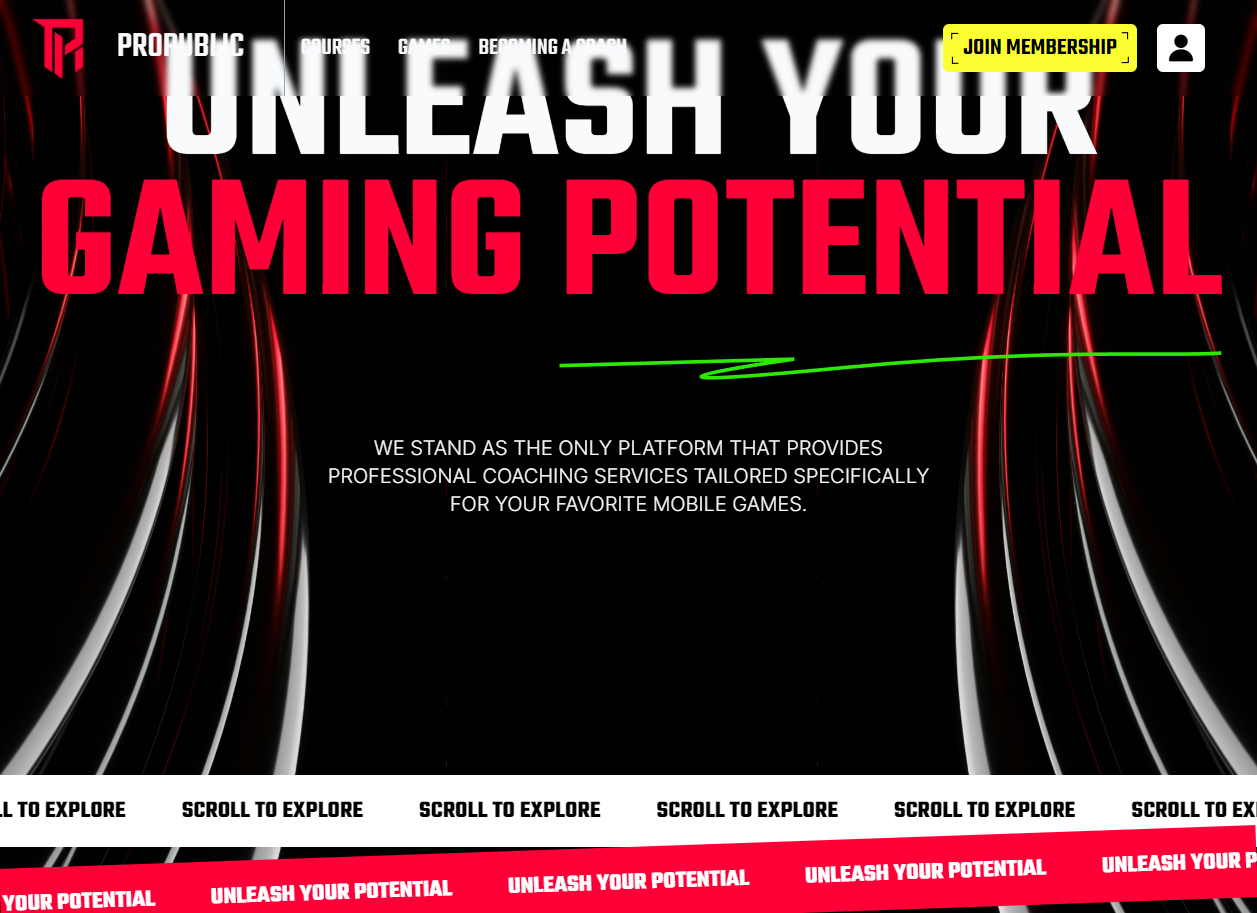 PROPUBLIC
COURSES GAMES BECOMING A COACH
JOIN MEMBERSHIP
UNLEASH YOUR
GAMING POTENTIAL
WE STAND AS THE ONLY PLATFORM THAT PROVIDES
PROFESSIONAL COACHING SERVICES TAILORED SPECIFICALLY
FOR YOUR FAVORITE MOBILE GAMES.
LL TO EXPLORE SCROLL TO EXPLORE SCROLL TO EXPLORE SCROLL TO EXPLORE SCROLL TO EXPLORE SCROLL TO EX
YOUR POTENTIAL UNLEASH YOUR POTENTIAL UNLEASH YOUR POTENTIAL UNLEASH YOUR POTENTIAL UNLEASH YOUR P